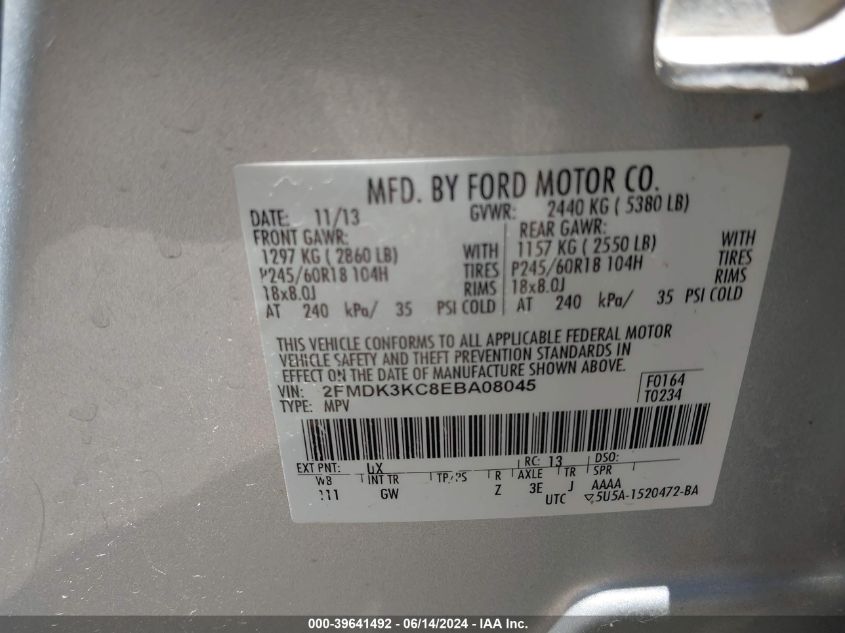 MFD. BY FORD MOTOR CO.
DATE: 11/13 GVWR: 2440 KG ( 5380 LB)
FRONT GAWR: REAR GAWR:
1297 KG ( 2860 LB) WITH 1157 KG ( 2550 LB) WITH
P245/60R18 104H TIRES P245/60R18 104H TIRES
18x8.0J RIMS 18x8.0J RIMS
AT 240 kPa/ 35 PSI COLD AT 240 kPa/ 35 PSI COLD
THIS VEHICLE CONFORMS TO ALL APPLICABLE FEDERAL MOTOR
VEHICLE SAFETY AND THEFT PREVENTION STANDARDS IN
EFFECT ON THE DATE OF MANUFACTURE SHOWN ABOVE.
VIN: 2FMDK3KC8EBA08045 F0164
TYPE: MPV T0234
EXT PNT: UX RC: 13 DSO:
WB INT TR TP/PS R AXLE TR SPR
GW Z 3E J AAAA
UTC 5U5A-1520472-BA
000-39641492 - 06/14/2024 - IAA Inc.